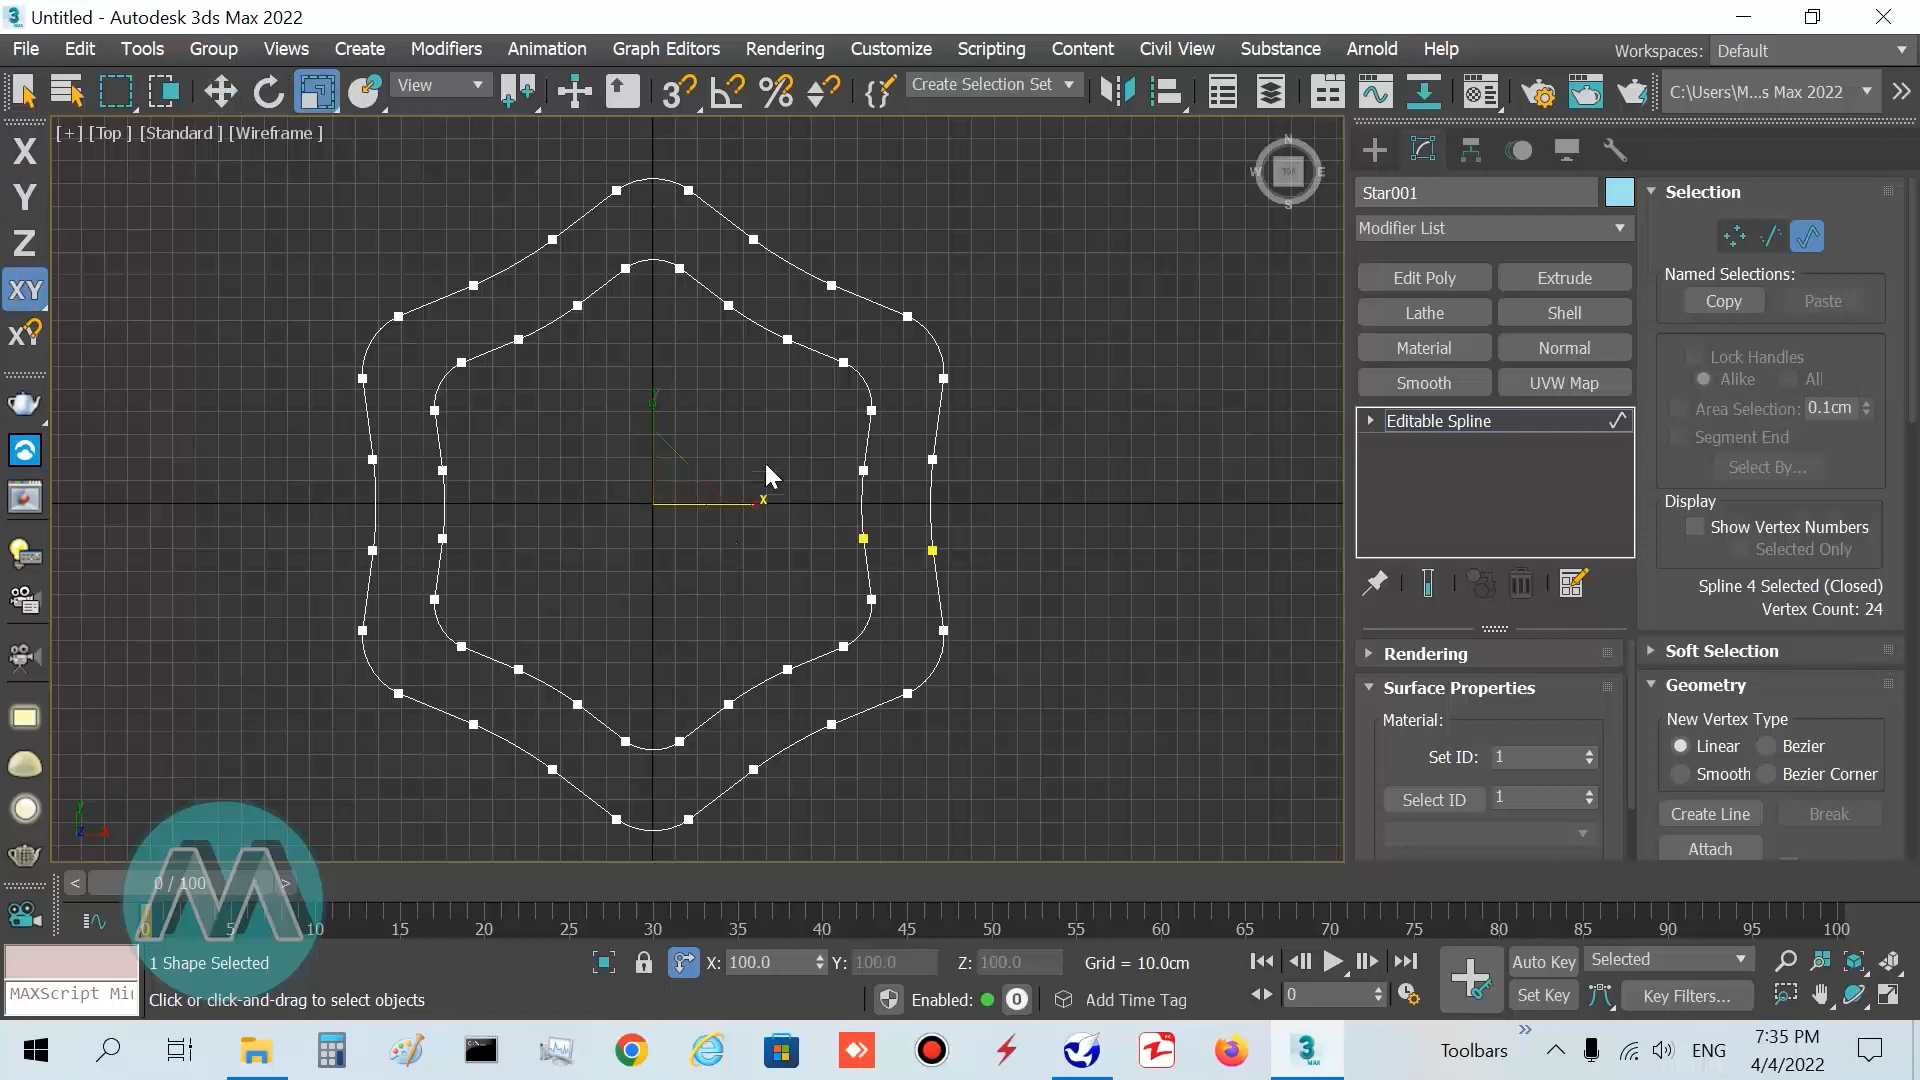 Untitled - Autodesk 3ds Max 2022
File Edit Tools Group Views Create Modifiers Animation Graph Editors Rendering Customize Scripting Content Civil View Substance Arnold Help Workspaces: Default
View Create Selection Set C:\Users\M...s Max 2022
[+] [Top ] [Standard ] [Wireframe ]
X
Y
Z
XY
XY
N
W TOP E
S
y
x
Star001
Modifier List
Edit Poly Extrude
Lathe Shell
Material Normal
Smooth UVW Map
Editable Spline
Rendering
Surface Properties
Material:
Set ID: 1
Select ID 1
Selection
Named Selections:
Copy Paste
Lock Handles
Alike All
Area Selection: 0.1cm
Segment End
Select By...
Display
Show Vertex Numbers
Selected Only
Spline 4 Selected (Closed)
Vertex Count: 24
Soft Selection
Geometry
New Vertex Type
Linear Bezier
Smooth Bezier Corner
Create Line Break
Attach
y
z x
M
< 0 / 100 >
0 5 10 15 20 25 30 35 40 45 50 55 60 65 70 75 80 85 90 95 100
1 Shape Selected X: 100.0 Y: 100.0 Z: 100.0 Grid = 10.0cm Auto Key Selected
MAXScript Mi Click or click-and-drag to select objects Enabled: 0 Add Time Tag 0 Set Key Key Filters...
Toolbars ENG 7:35 PM
4/4/2022
3 MAX